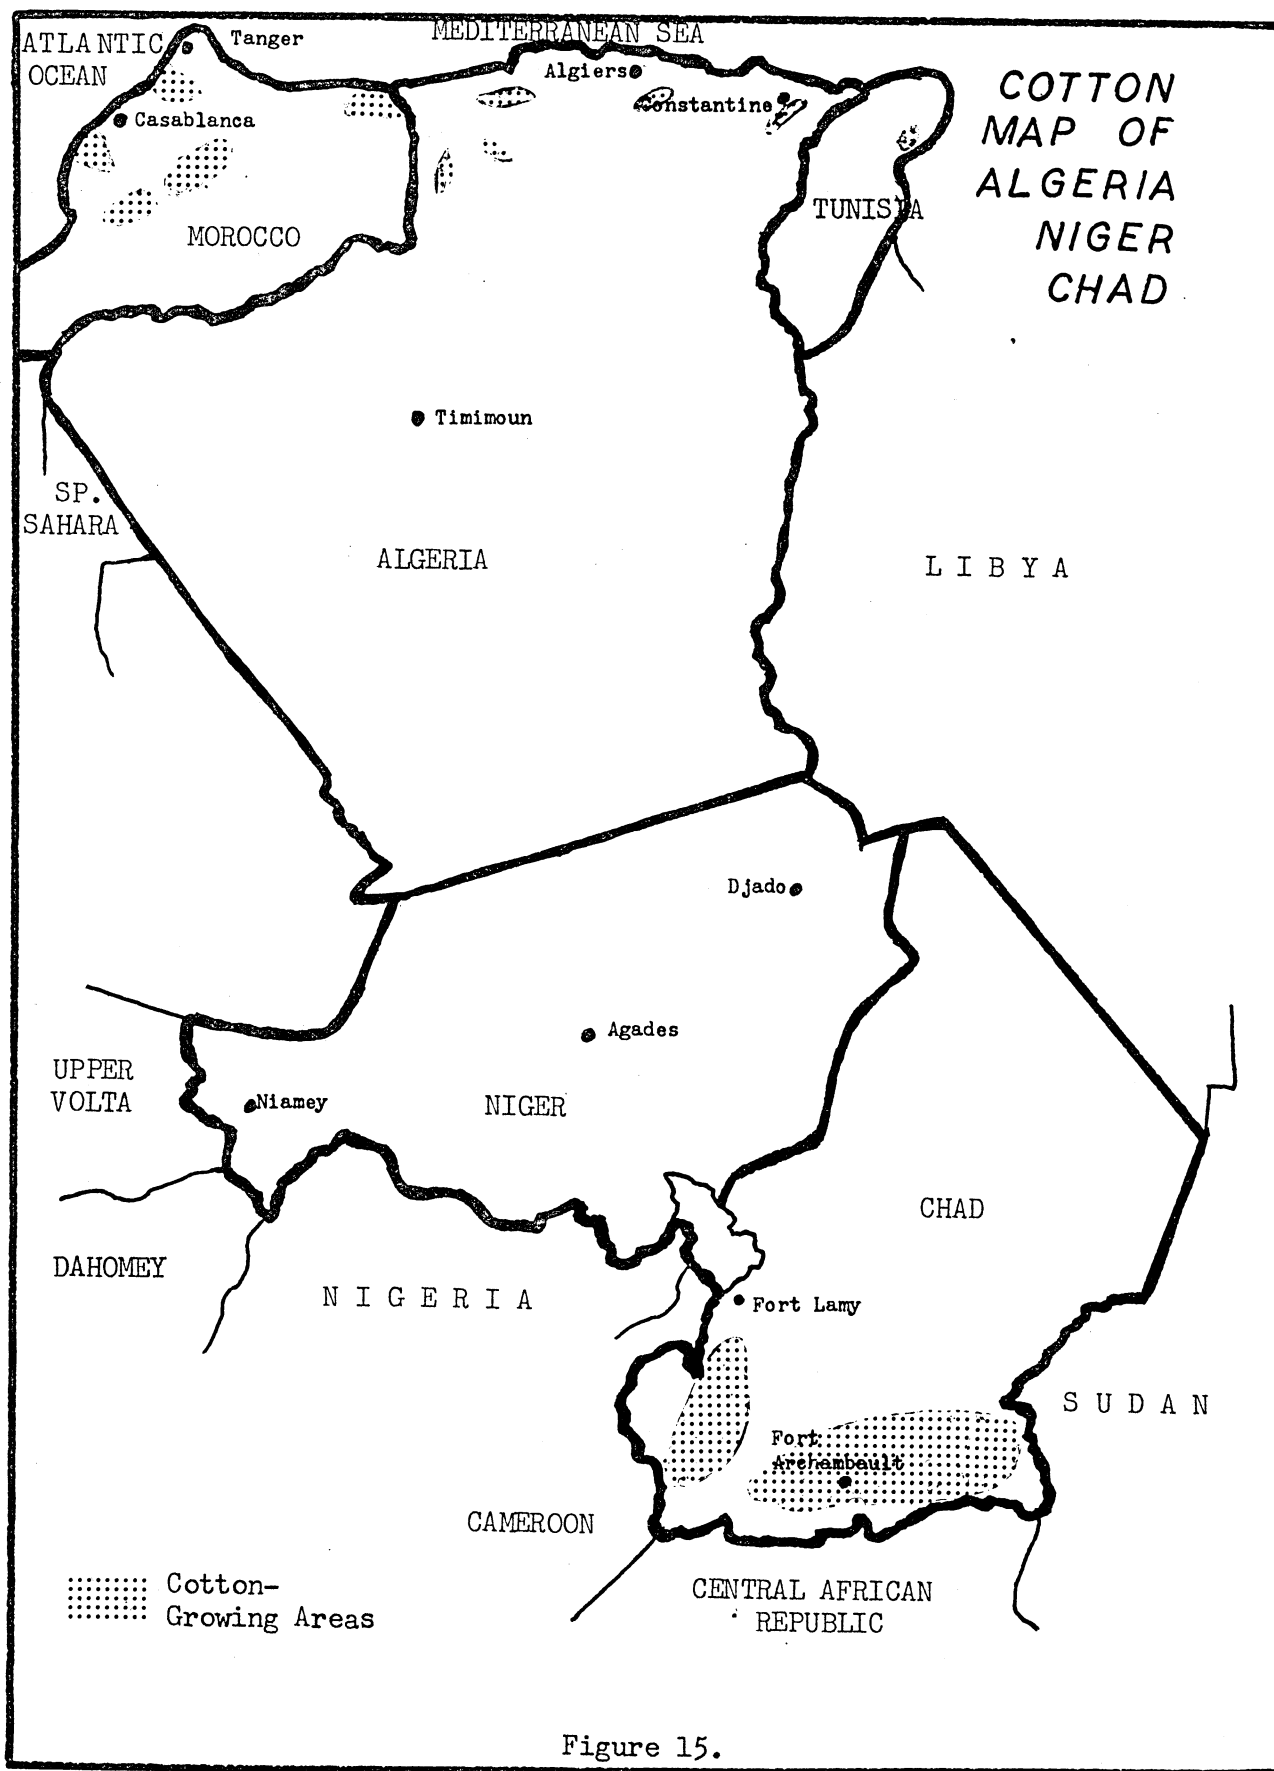 ATLANTIC
OCEAN
Tanger
MEDITERRANEAN SEA
Algiers
Constantine
Casablanca
MOROCCO
TUNISIA
COTTON
MAP OF
ALGERIA
NIGER
CHAD
Timimoun
SP.
SAHARA
ALGERIA
LIBYA
Djado
Agades
UPPER
VOLTA
Niamey
NIGER
CHAD
DAHOMEY
NIGERIA
Fort Lamy
SUDAN
Fort
Archambault
CAMEROON
CENTRAL AFRICAN
REPUBLIC
Cotton-
Growing Areas
Figure 15.